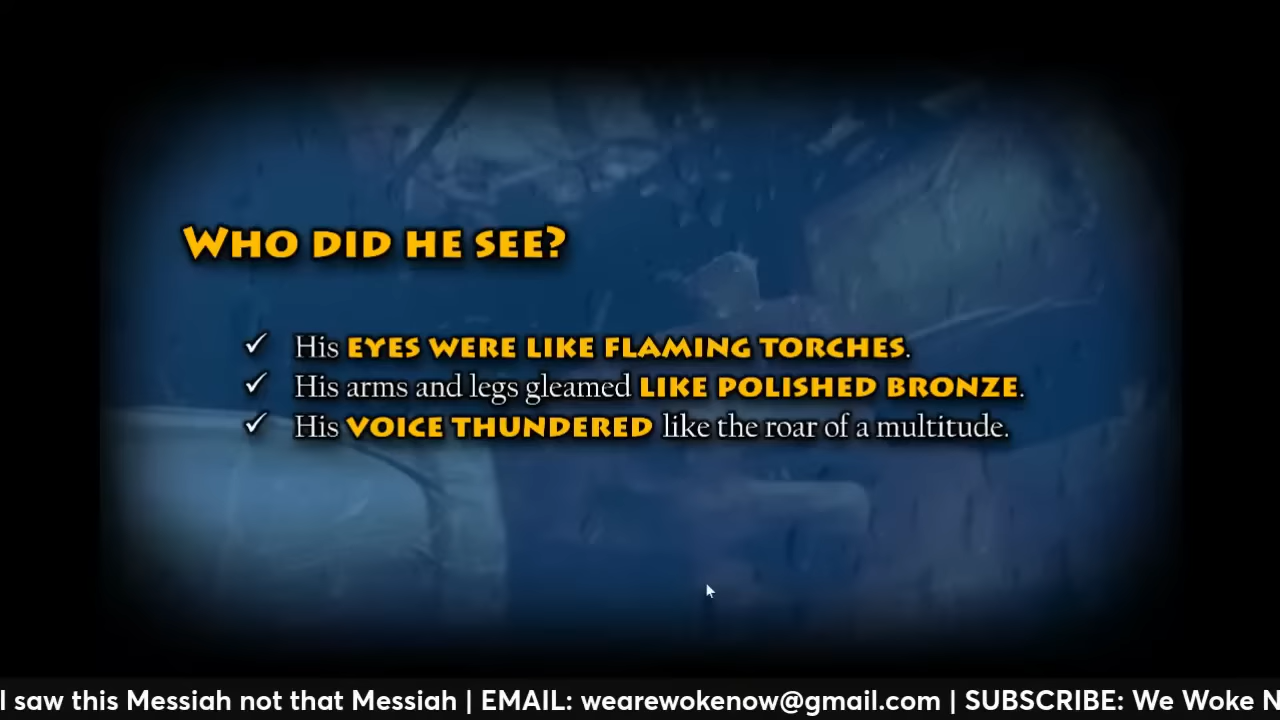 WHO DID HE SEE?
✓ His EYES WERE LIKE FLAMING TORCHES.
✓ His arms and legs gleamed LIKE POLISHED BRONZE.
✓ His VOICE THUNDERED like the roar of a multitude.
I saw this Messiah not that Messiah | EMAIL: wearewokenow@gmail.com | SUBSCRIBE: We Woke N